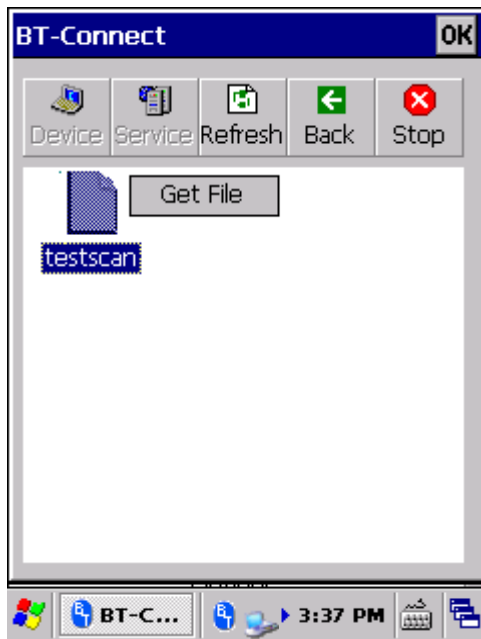 BT-Connect OK
Device Service Refresh Back Stop
Get File
testscan
BT-C... 3:37 PM